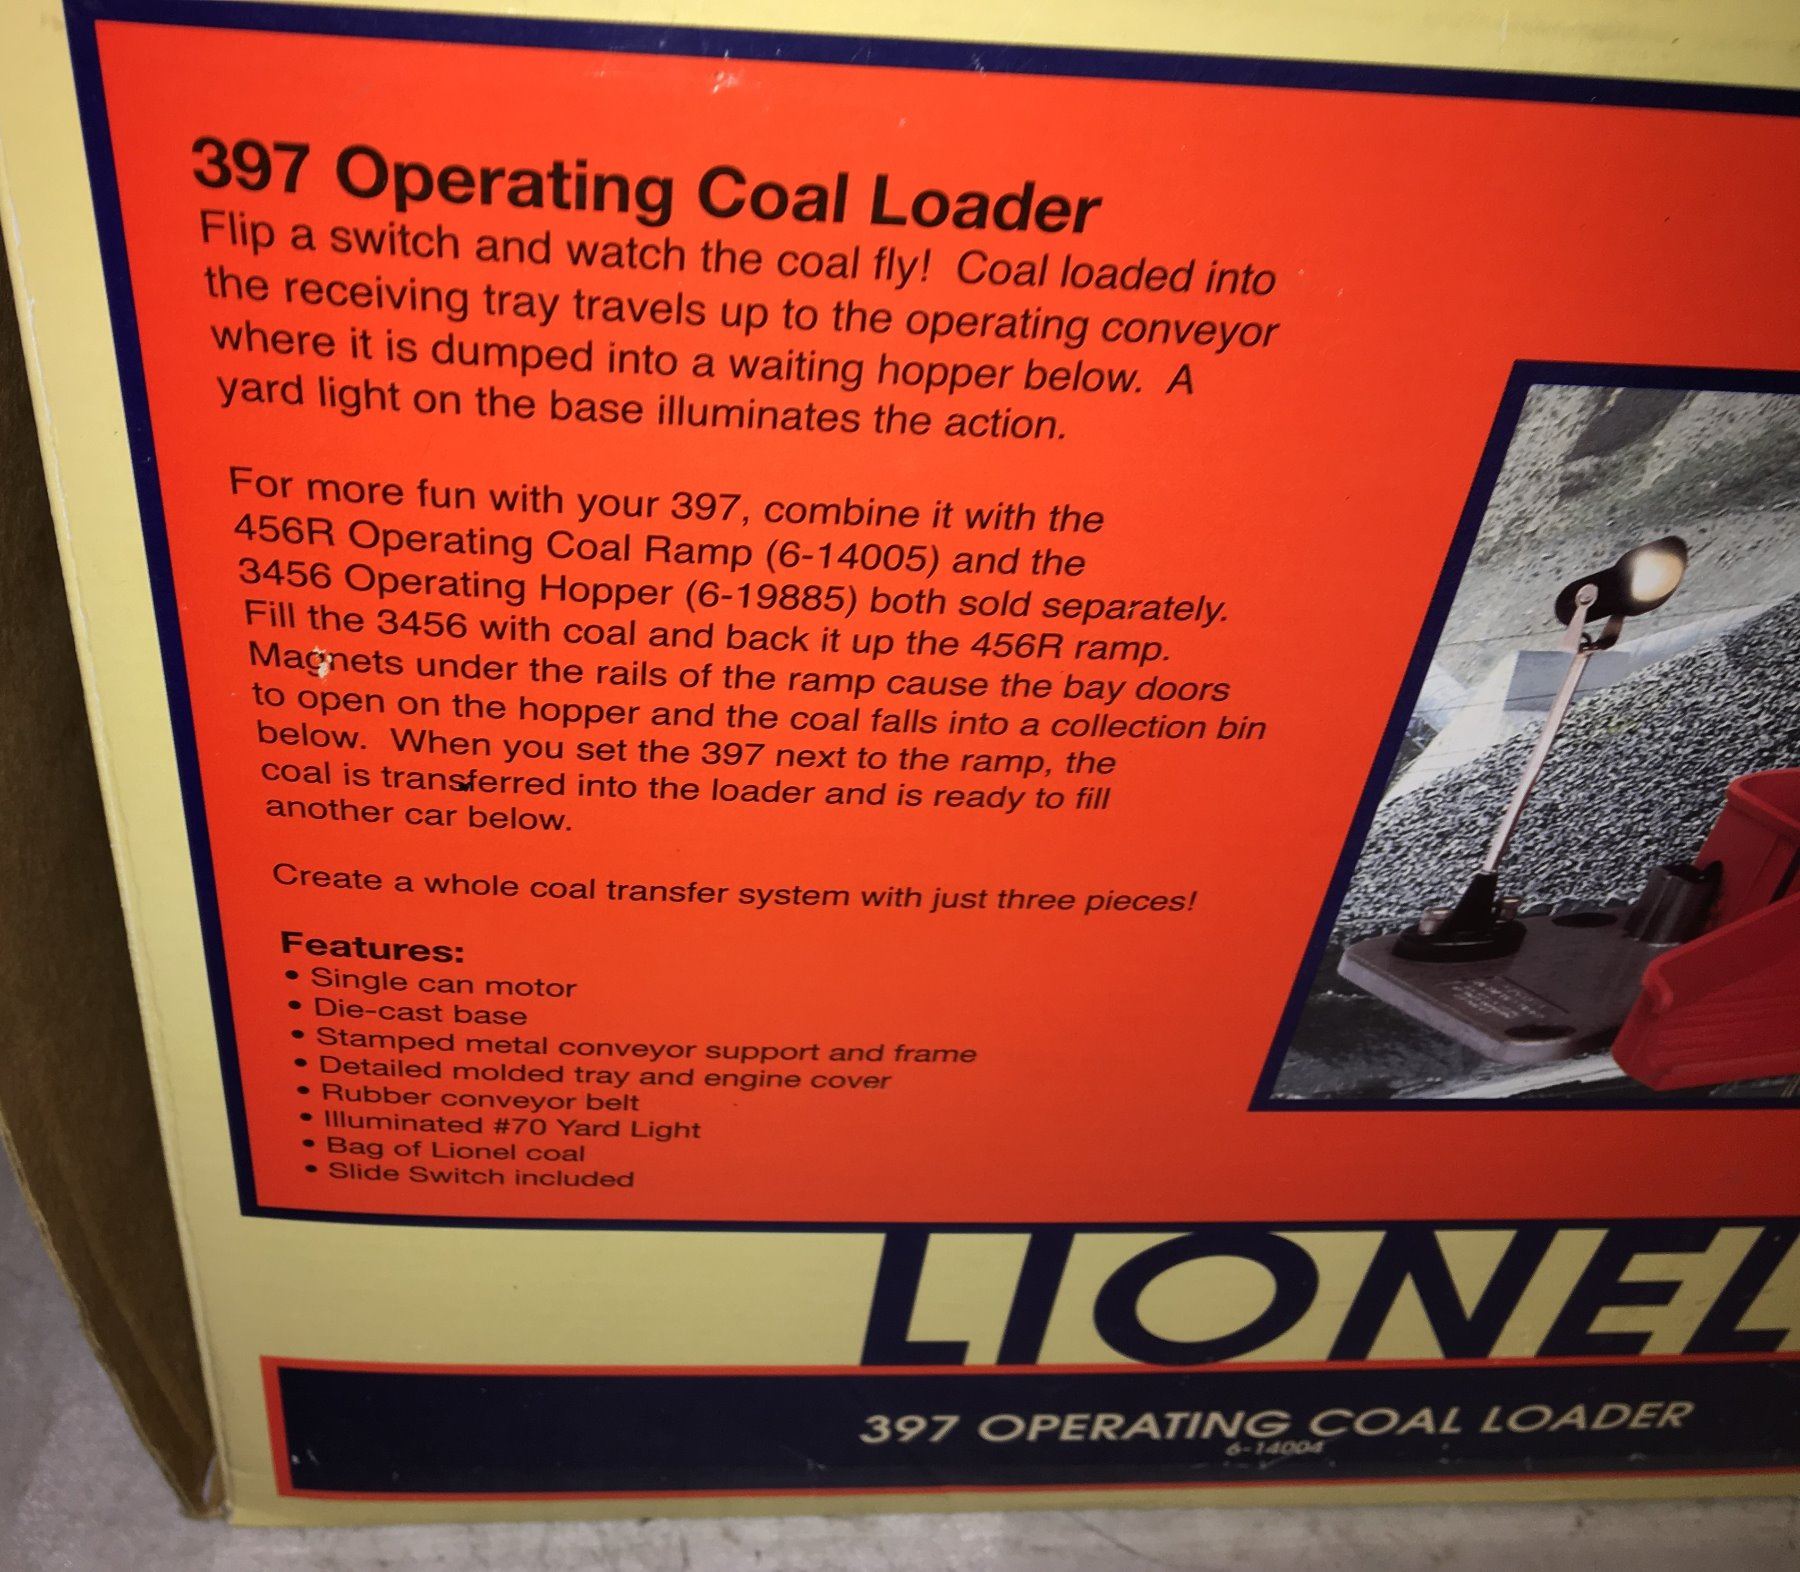 397 Operating Coal Loader
Flip a switch and watch the coal fly!  Coal loaded into
the receiving tray travels up to the operating conveyor
where it is dumped into a waiting hopper below.  A
yard light on the base illuminates the action.
For more fun with your 397, combine it with the
456R Operating Coal Ramp (6-14005) and the
3456 Operating Hopper (6-19885) both sold separately.
Fill the 3456 with coal and back it up the 456R ramp.
Magnets under the rails of the ramp cause the bay doors
to open on the hopper and the coal falls into a collection bin
below.  When you set the 397 next to the ramp, the
coal is transferred into the loader and is ready to fill
another car below.
Create a whole coal transfer system with just three pieces!
Features:
• Single can motor
• Die-cast base
• Stamped metal conveyor support and frame
• Detailed molded tray and engine cover
• Rubber conveyor belt
• Illuminated #70 Yard Light
• Bag of Lionel coal
• Slide Switch included
LIONEL
397 OPERATING COAL LOADER
6-14004